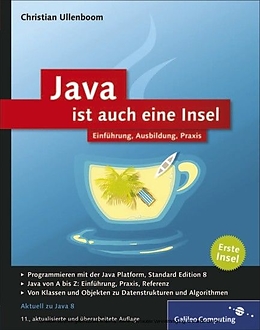 Christian Ullenboom
Java
ist auch eine Insel
Einführung, Ausbildung, Praxis
Erste
Insel
Programmieren mit der Java Platform, Standard Edition 8
Java von A bis Z: Einführung, Praxis, Referenz
Von Klassen und Objekten zu Datenstrukturen und Algorithmen
Aktuell zu Java 8
11., aktualisierte und überarbeitete Auflage
Galileo Computing